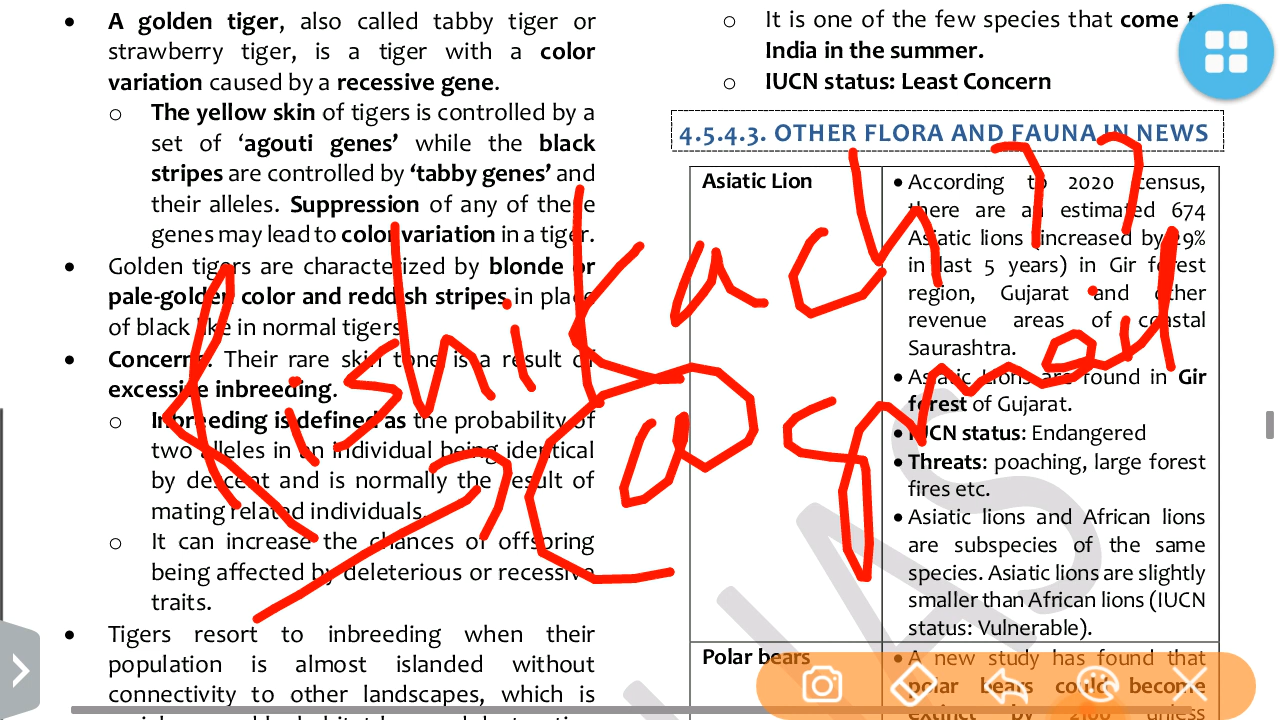 A golden tiger, also called tabby tiger or
strawberry tiger, is a tiger with a color
variation caused by a recessive gene.
The yellow skin of tigers is controlled by a
set of ‘agouti genes’ while the black
stripes are controlled by ‘tabby genes’ and
their alleles. Suppression of any of these
genes may lead to color variation in a tiger.
Golden tigers are characterized by blonde or
pale-golden color and reddish stripes in place
of black like in normal tigers.
Concerns: Their rare skin tone is a result of
excessive inbreeding.
Inbreeding is defined as the probability of
two alleles in an individual being identical
by descent and is normally the result of
mating related individuals.
It can increase the chances of offspring
being affected by deleterious or recessive
traits.
Tigers resort to inbreeding when their
population is almost islanded without
connectivity to other landscapes, which is
It is one of the few species that come to
India in the summer.
IUCN status: Least Concern
4.5.4.3. OTHER FLORA AND FAUNA IN NEWS
Asiatic Lion
According to 2020 census,
there are an estimated 674
Asiatic lions (increased by 29%
in last 5 years) in Gir forest
region, Gujarat and other
revenue areas of coastal
Saurashtra.
Asiatic Lions are found in Gir
forest of Gujarat.
IUCN status: Endangered
Threats: poaching, large forest
fires etc.
Asiatic lions and African lions
are subspecies of the same
species. Asiatic lions are slightly
smaller than African lions (IUCN
status: Vulnerable).
Polar bears
A new study has found that
polar bears could become
extinct by 2100 unless
IAS